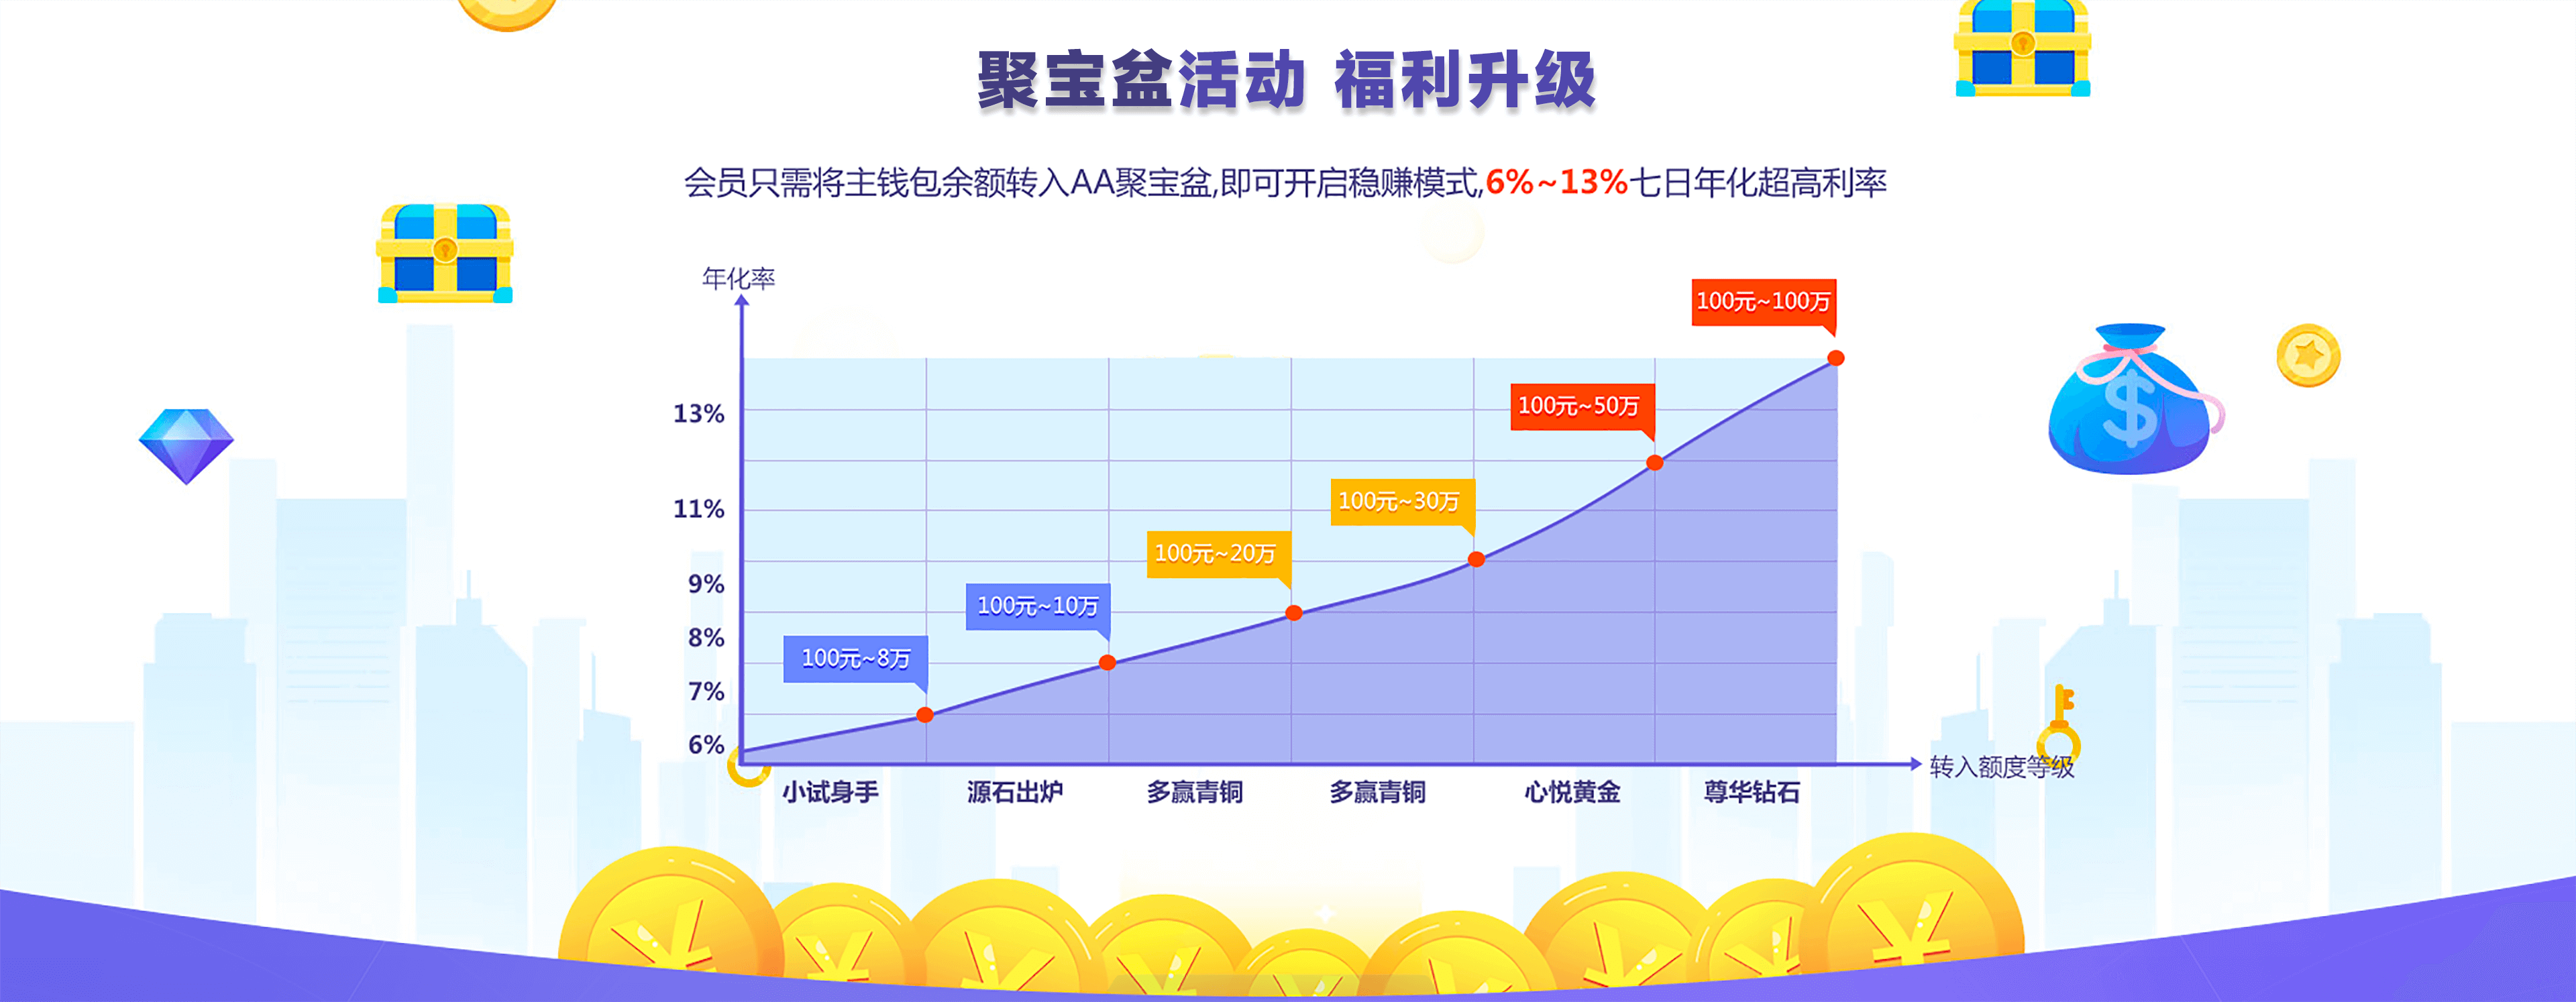 聚宝盆活动 福利升级
会员只需将主钱包余额转入AA聚宝盆,即可开启稳赚模式,6%~13%七日年化超高利率
年化率
100元~100万
100元~50万
13%
100元~30万
11%
100元~20万
9%
100元~10万
8%
100元~8万
7%
6%
转入额度等级
小试身手 源石出炉 多赢青铜 多赢青铜 心悦黄金 尊华钻石